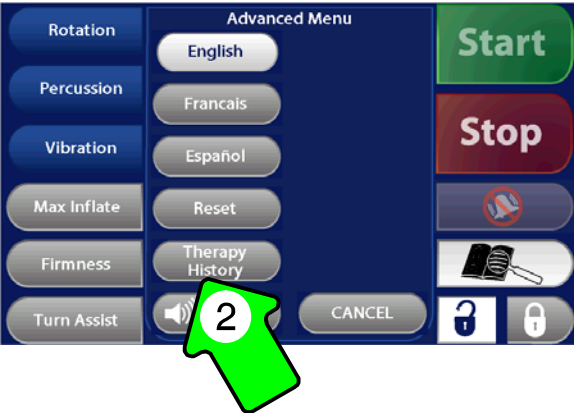 Rotation
Percussion
Vibration
Max Inflate
Firmness
Turn Assist
Advanced Menu
English
Francais
Español
Reset
Therapy
History
2
CANCEL
Start
Stop